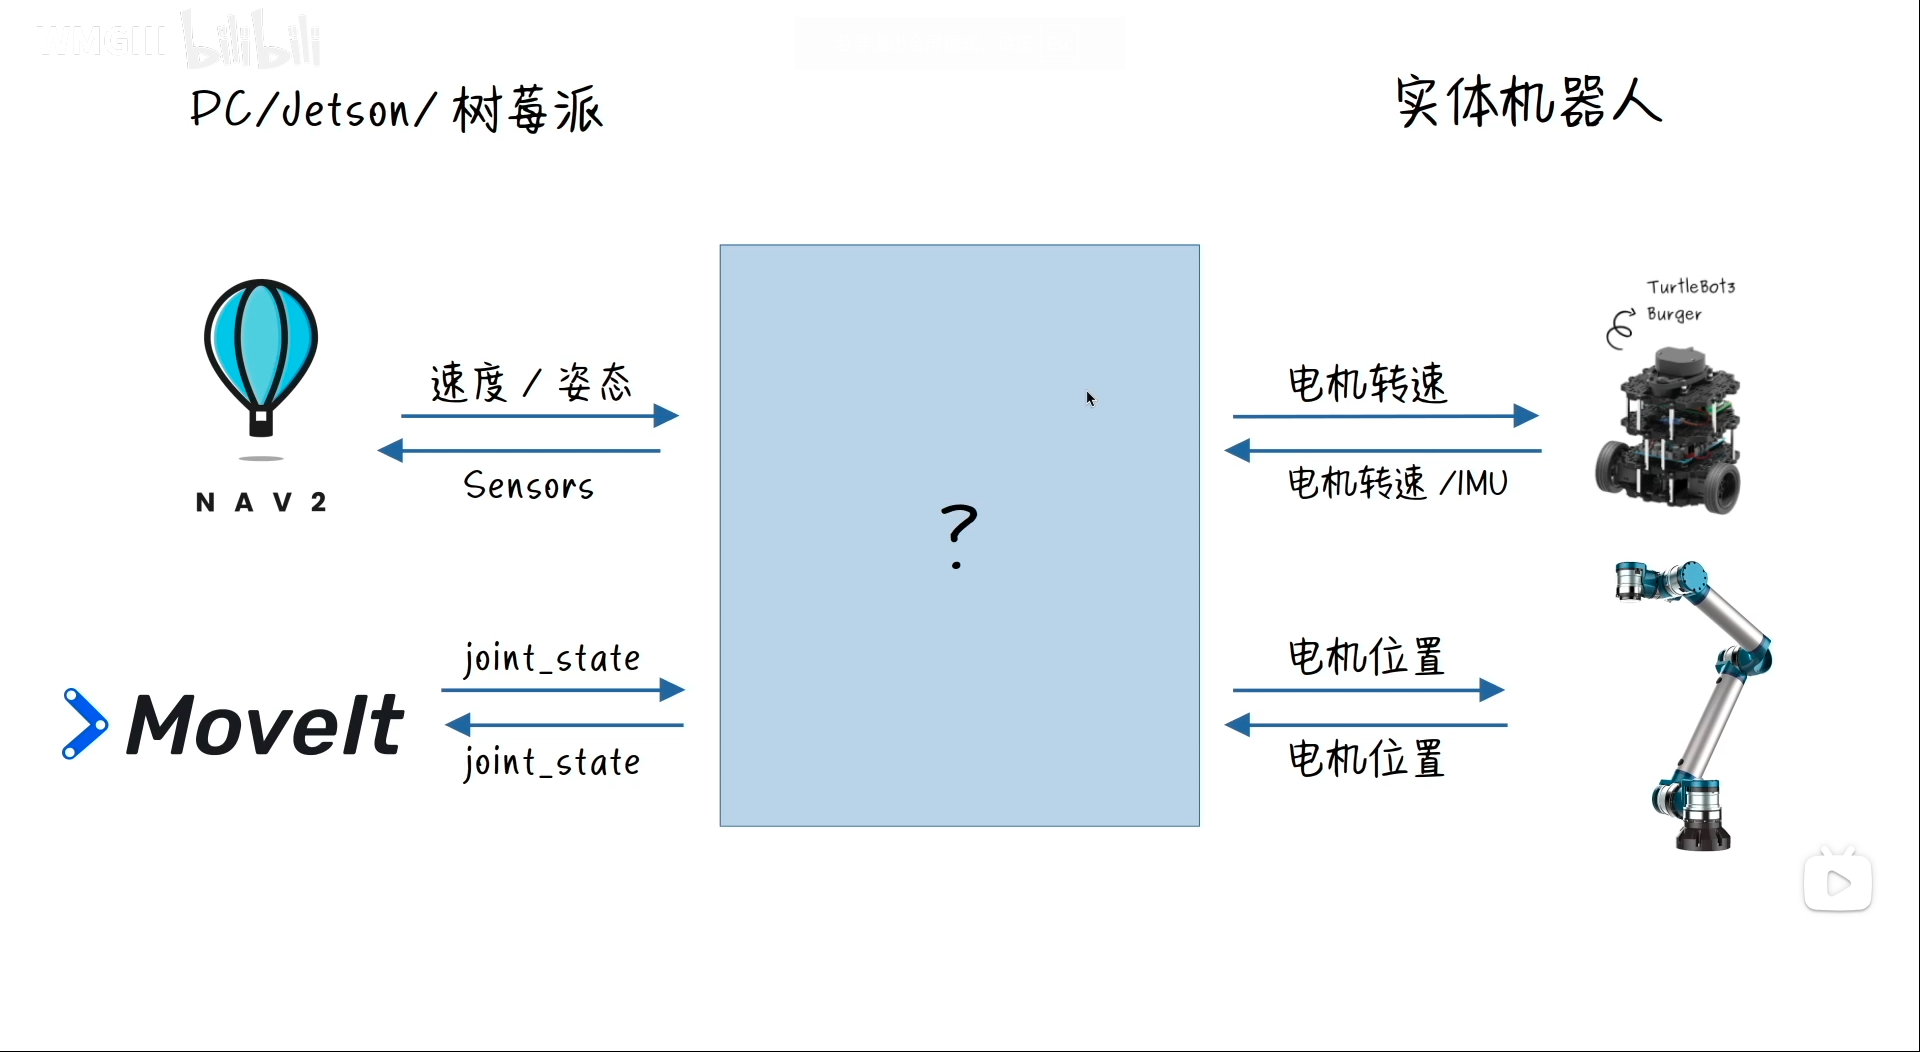 WMGIII bilibili
PC/Jetson/树莓派
实体机器人
TurtleBot3
Burger
速度 / 姿态
电机转速
Sensors
电机转速 /IMU
NAV2
?
joint_state
电机位置
MoveIt
joint_state
电机位置